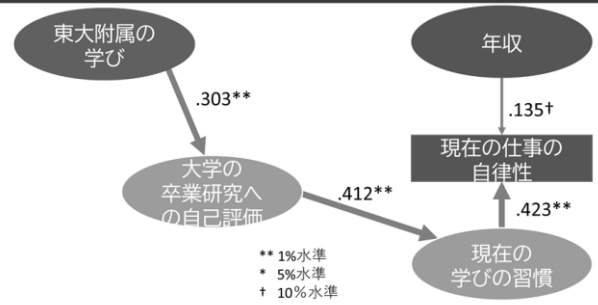 東大附属の
学び
年収
.303**
.135†
現在の仕事の
自律性
大学の
卒業研究へ
の自己評価
.412**
.423**
現在の
学びの習慣
** 1%水準
* 5%水準
† 10%水準